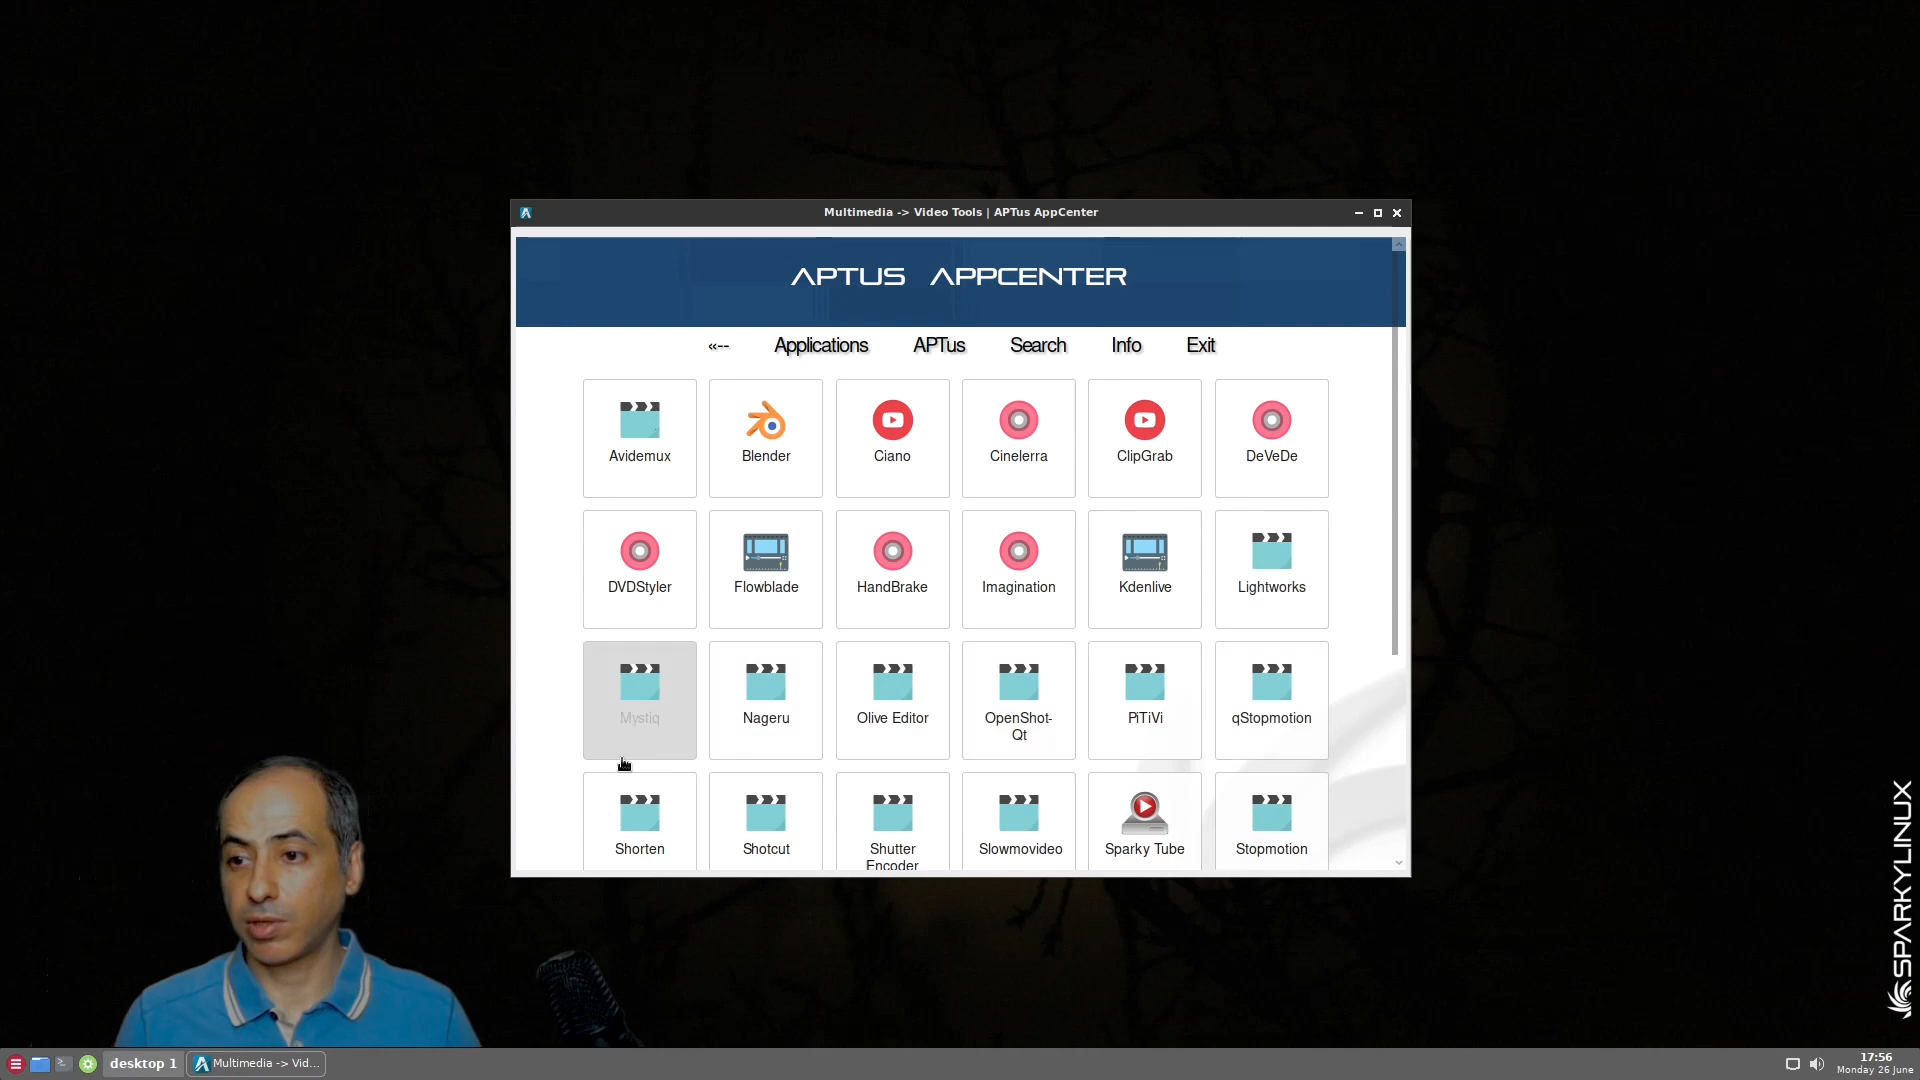 Multimedia -> Video Tools | APTus AppCenter
APTUS APPCENTER
«-- Applications APTus Search Info Exit
Avidemux Blender Ciano Cinelerra ClipGrab DeVeDe
DVDStyler Flowblade HandBrake Imagination Kdenlive Lightworks
Mystiq Nageru Olive Editor OpenShot-
Qt PiTiVi qStopmotion
Shorten Shotcut Shutter
Encoder Slowmovideo Sparky Tube Stopmotion
SPARKYLINUX
desktop 1 Multimedia -> Vid... 17:56
Monday 26 June